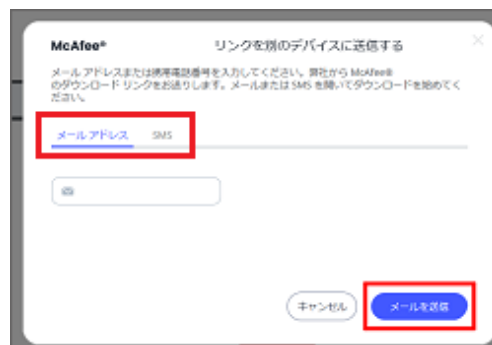 McAfee®
リンクを別のデバイスに送信する
メール アドレスまたは携帯電話番号を入力してください。弊社から McAfee®
のダウンロード リンクをお送りします。メールまたは SMS を開いてダウンロードを始めてく
ださい。
メール アドレス SMS
キャンセル メールを送信